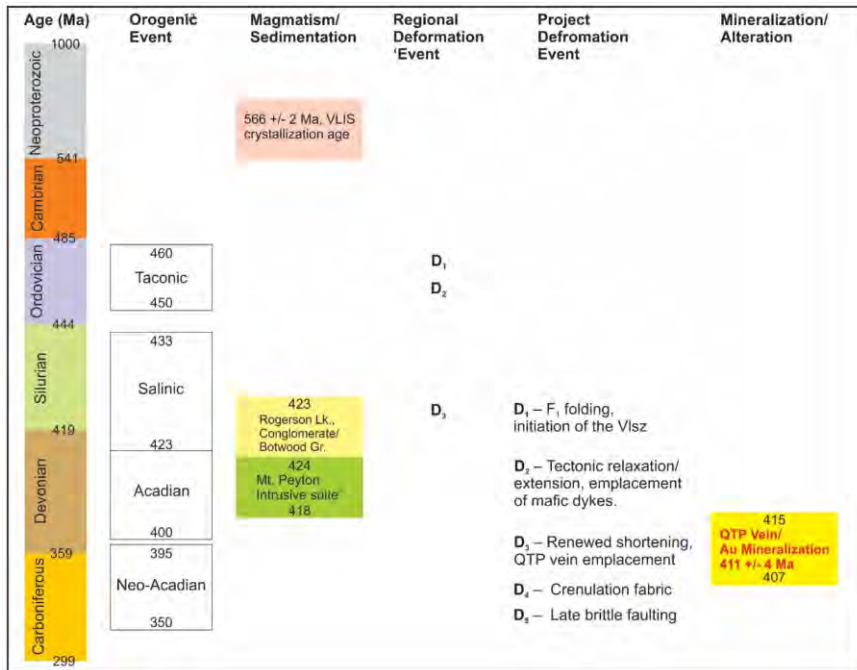 Age (Ma)
Orogenic
Event
Magmatism/
Sedimentation
Regional
Deformation
'Event
Project
Defromation
Event
Mineralization/
Alteration
1000
Neoproterozoic
541
Cambrian
485
Ordovician
444
Silurian
419
Devonian
359
Carboniferous
299
460
Taconic
450
433
Salinic
423
Acadian
400
395
Neo-Acadian
350
566 +/- 2 Ma, VLIS
crystallization age
423
Rogerson Lk.,
Conglomerate/
Botwood Gr.
424
Mt. Peyton
Intrusive suite
418
D₁
D₂
D₃
D₁ – F₁ folding,
initiation of the Vlsz
D₂ – Tectonic relaxation/
extension, emplacement
of mafic dykes.
D₃ – Renewed shortening,
QTP vein emplacement
D₄ – Crenulation fabric
D₅ – Late brittle faulting
415
QTP Vein/
Au Mineralization
411 +/- 4 Ma
407